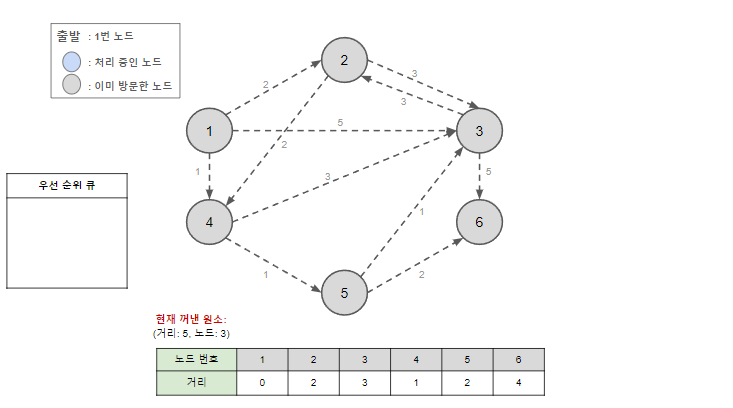 출발 : 1번 노드
: 처리 중인 노드
: 이미 방문한 노드
2
3
2
3
1
5
3
2
1
우선 순위 큐
3
5
4
6
1
1
2
5
현재 꺼낸 원소:
(거리: 5, 노드: 3)
노드 번호 1 2 3 4 5 6
거리 0 2 3 1 2 4